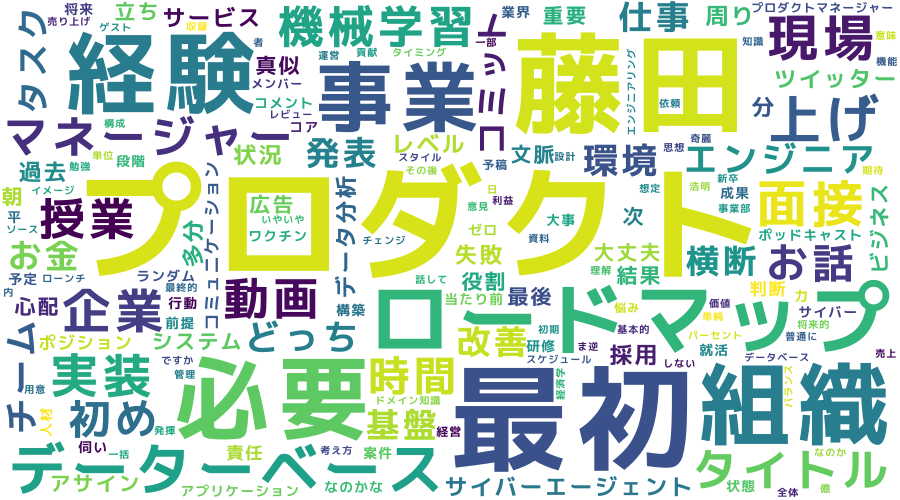 将来
売り上げ
ゲスト
収録
立ち
サービス
機械学習
業界
重要
仕事
周り
プロダクトマネージャー
知識
意味
機能
現場
タスク
経験
者
真似
運営
貢献
タイミング
一部
メンバー
コメント
レビュー
コア
事業
コミット
藤田
エンジニアリング
依頼
ツイッター
分
上げ
マネージャー
構成
過去
単位
勉強
段階
状況
発表
レベル
スタイル
その後
予稿
文脈
設計
環境
思想
奇麗
エンジニア
期待
朝
イメージ
平
ソース
授業
お金
多分
コミュニケーション
広告
いやいや
ワクチン
データ分析
チェンジ
プロダクト
日
利益
意見
ゼロ
大事
資料
失敗
想定
浩明
新卒
成果
事業部
次
面接
ビジネス
ポッドキャスト
大丈夫
理解
結果
横断
お話
判断
力
予定
ローンチ
内
心配
企業
ランダム
最終的
行動
前提
動画
構築
話して
役割
当たり前
最後
ロードマップ
悩み
価値
単純
サイバー
将来的
普通に
チーム
ポジション
システム
どっち
改善
初期
研修
基本的
ま逆
採用
しない
パーセント
就活
スケジュール
データベース
売上
用意
人材
実装
初め
ですか
管理
発揮
必要
時間
ドメイン知識
基盤
経営
最初
経済学
組織
バランス
伺い
一括
責任
考え方
案件
データーベース
アサイン
アプリケーション
なのかな
サイバーエージェント
タイトル
なのか
状態
全体
億